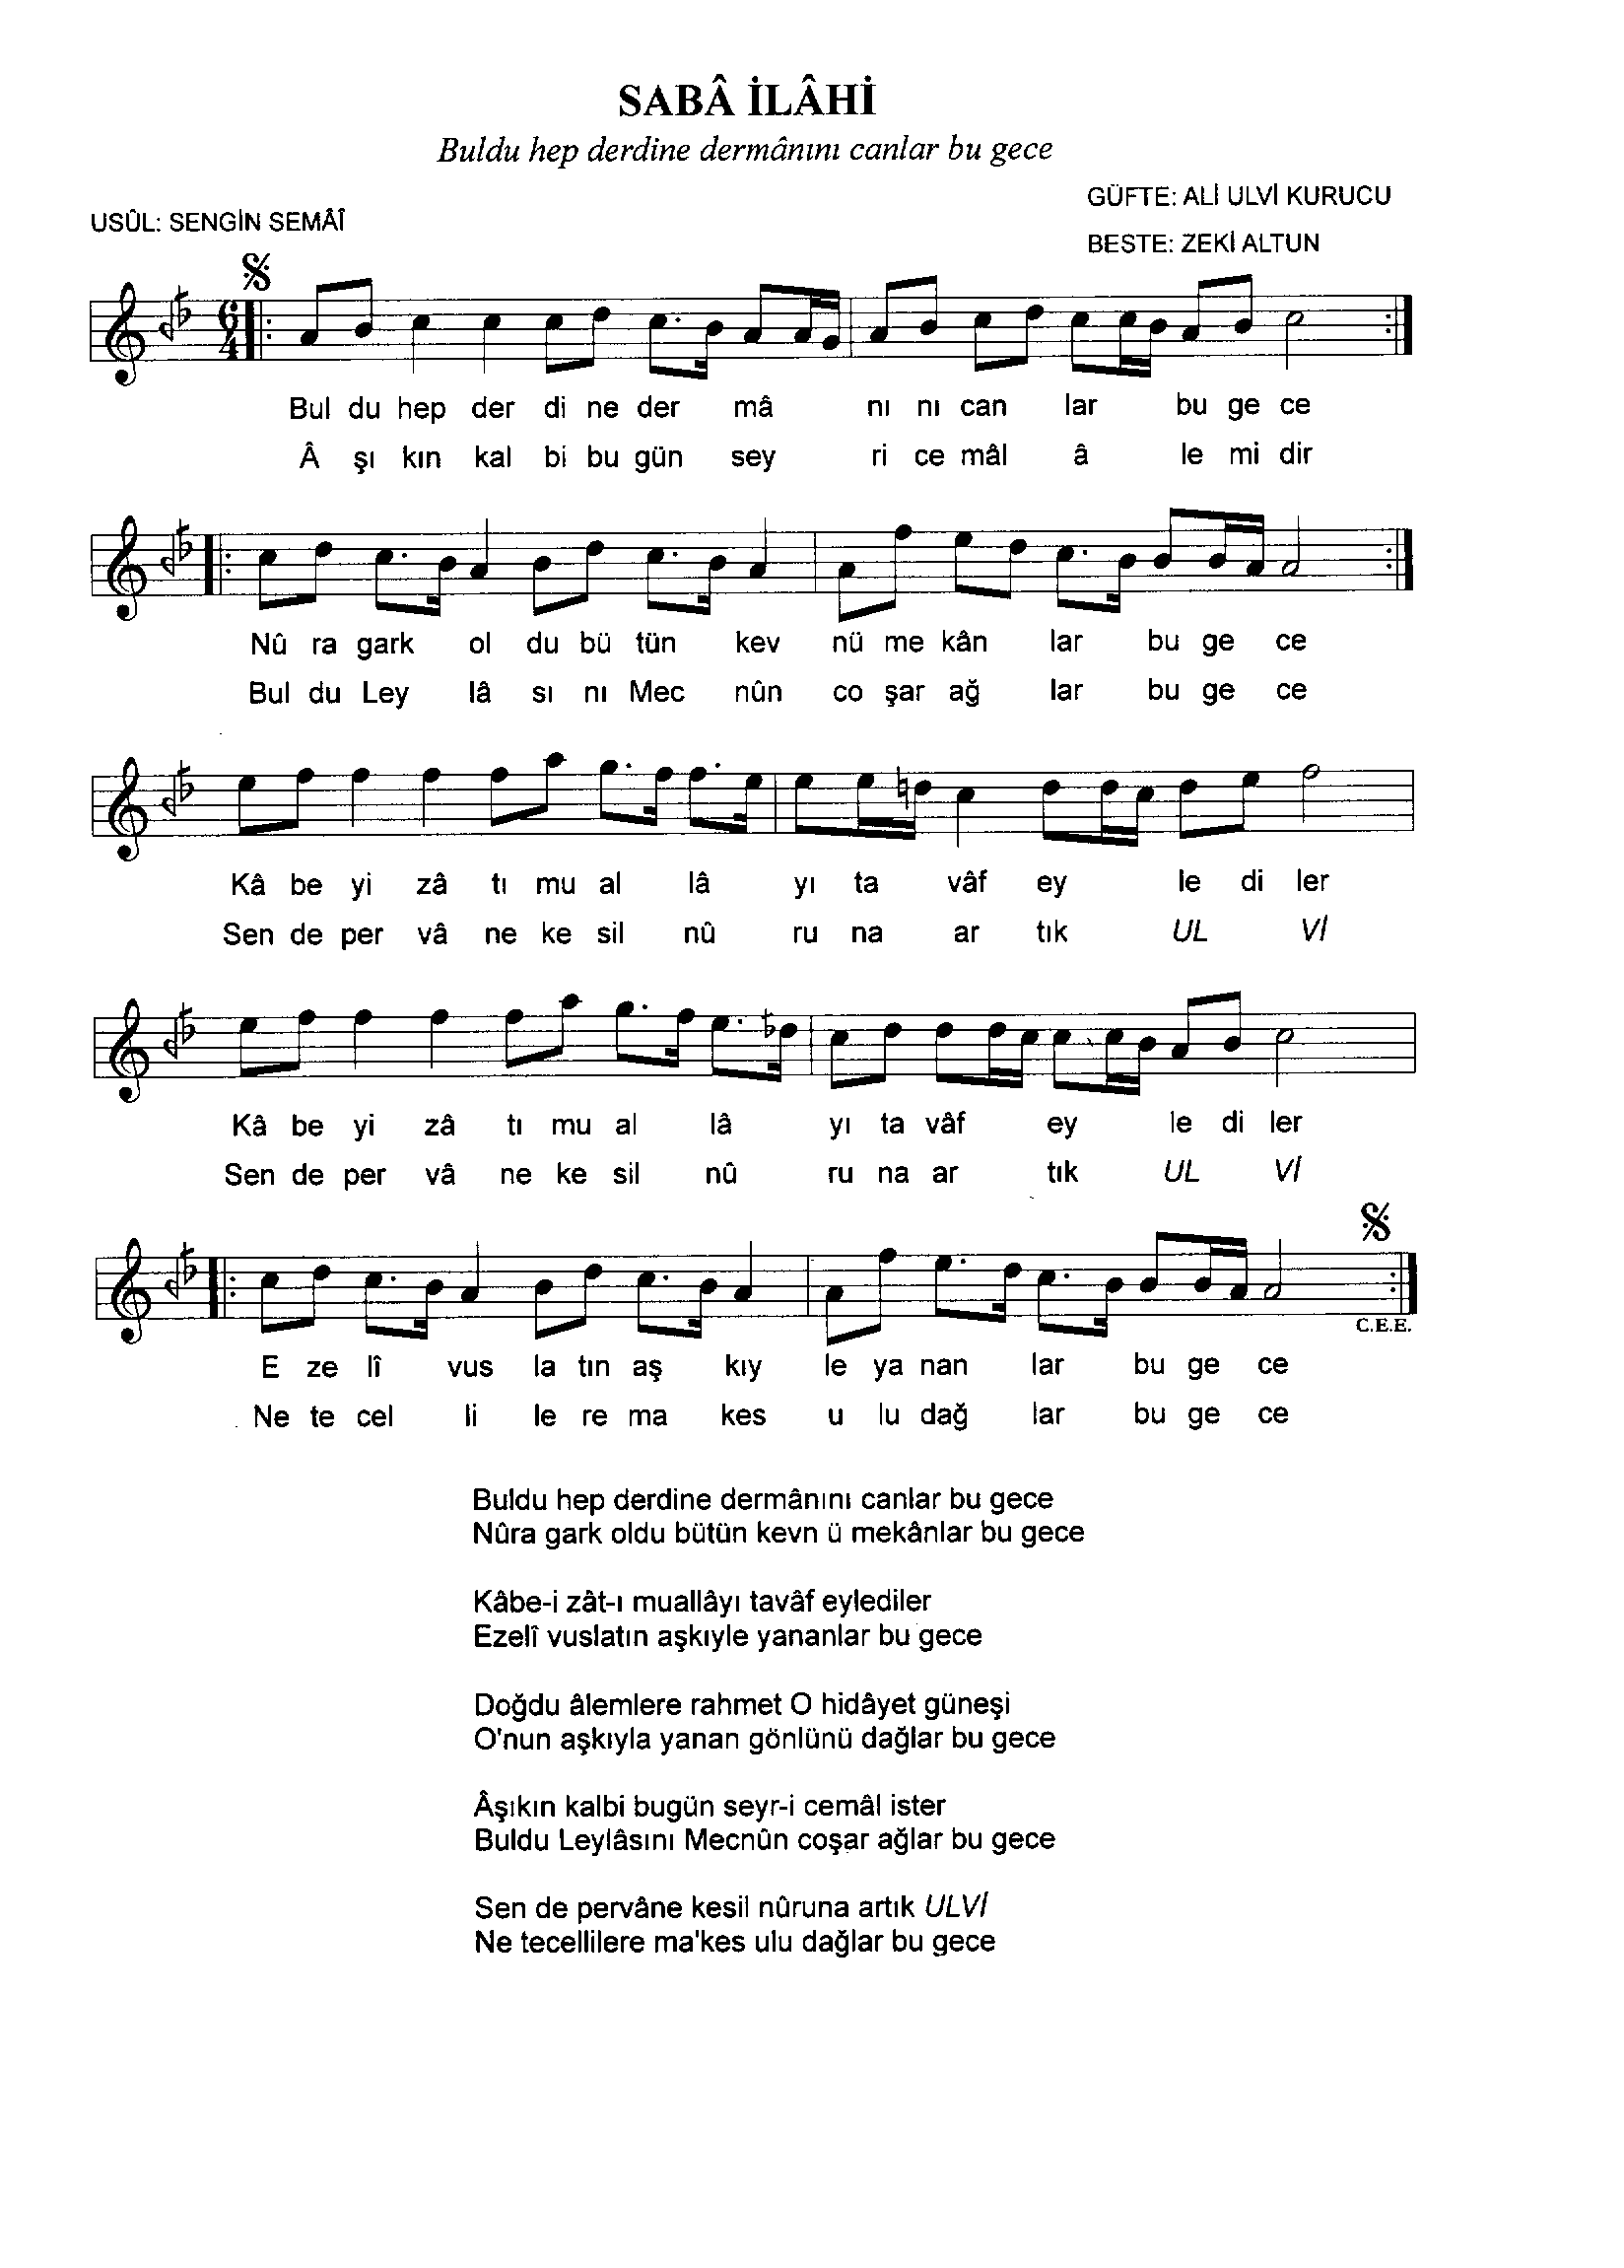 SABÂ İLÂHİ
Buldu hep derdine dermânını canlar bu gece
GÜFTE: ALİ ULVİ KURUCU
USÛL: SENGİN SEMÂÎ
BESTE: ZEKİ ALTUN
6
4
Bul du hep der di ne der mâ nı nı can lar bu ge ce
Â şı kın kal bi bu gün sey ri ce mâl â le mi dir
Nû ra gark ol du bü tün kev nü me kân lar bu ge ce
Bul du Ley lâ sı nı Mec nûn co şar ağ lar bu ge ce
Kâ be yi zâ tı mu al lâ yı ta vâf ey le di ler
Sen de per vâ ne ke sil nû ru na ar tık UL Vİ
Kâ be yi zâ tı mu al lâ yı ta vâf ey le di ler
Sen de per vâ ne ke sil nû ru na ar tık UL Vİ
C.E.E.
E ze lî vus la tın aş kıy le ya nan lar bu ge ce
Ne te cel li le re ma kes u lu dağ lar bu ge ce
Buldu hep derdine dermânını canlar bu gece
Nûra gark oldu bütün kevn ü mekânlar bu gece
Kâbe-i zât-ı muallâyı tavâf eylediler
Ezelî vuslatın aşkıyle yananlar bu gece
Doğdu âlemlere rahmet O hidâyet güneşi
O'nun aşkıyla yanan gönlünü dağlar bu gece
Âşıkın kalbi bugün seyr-i cemâl ister
Buldu Leylâsını Mecnûn coşar ağlar bu gece
Sen de pervâne kesil nûruna artık ULVİ
Ne tecellilere ma'kes ulu dağlar bu gece